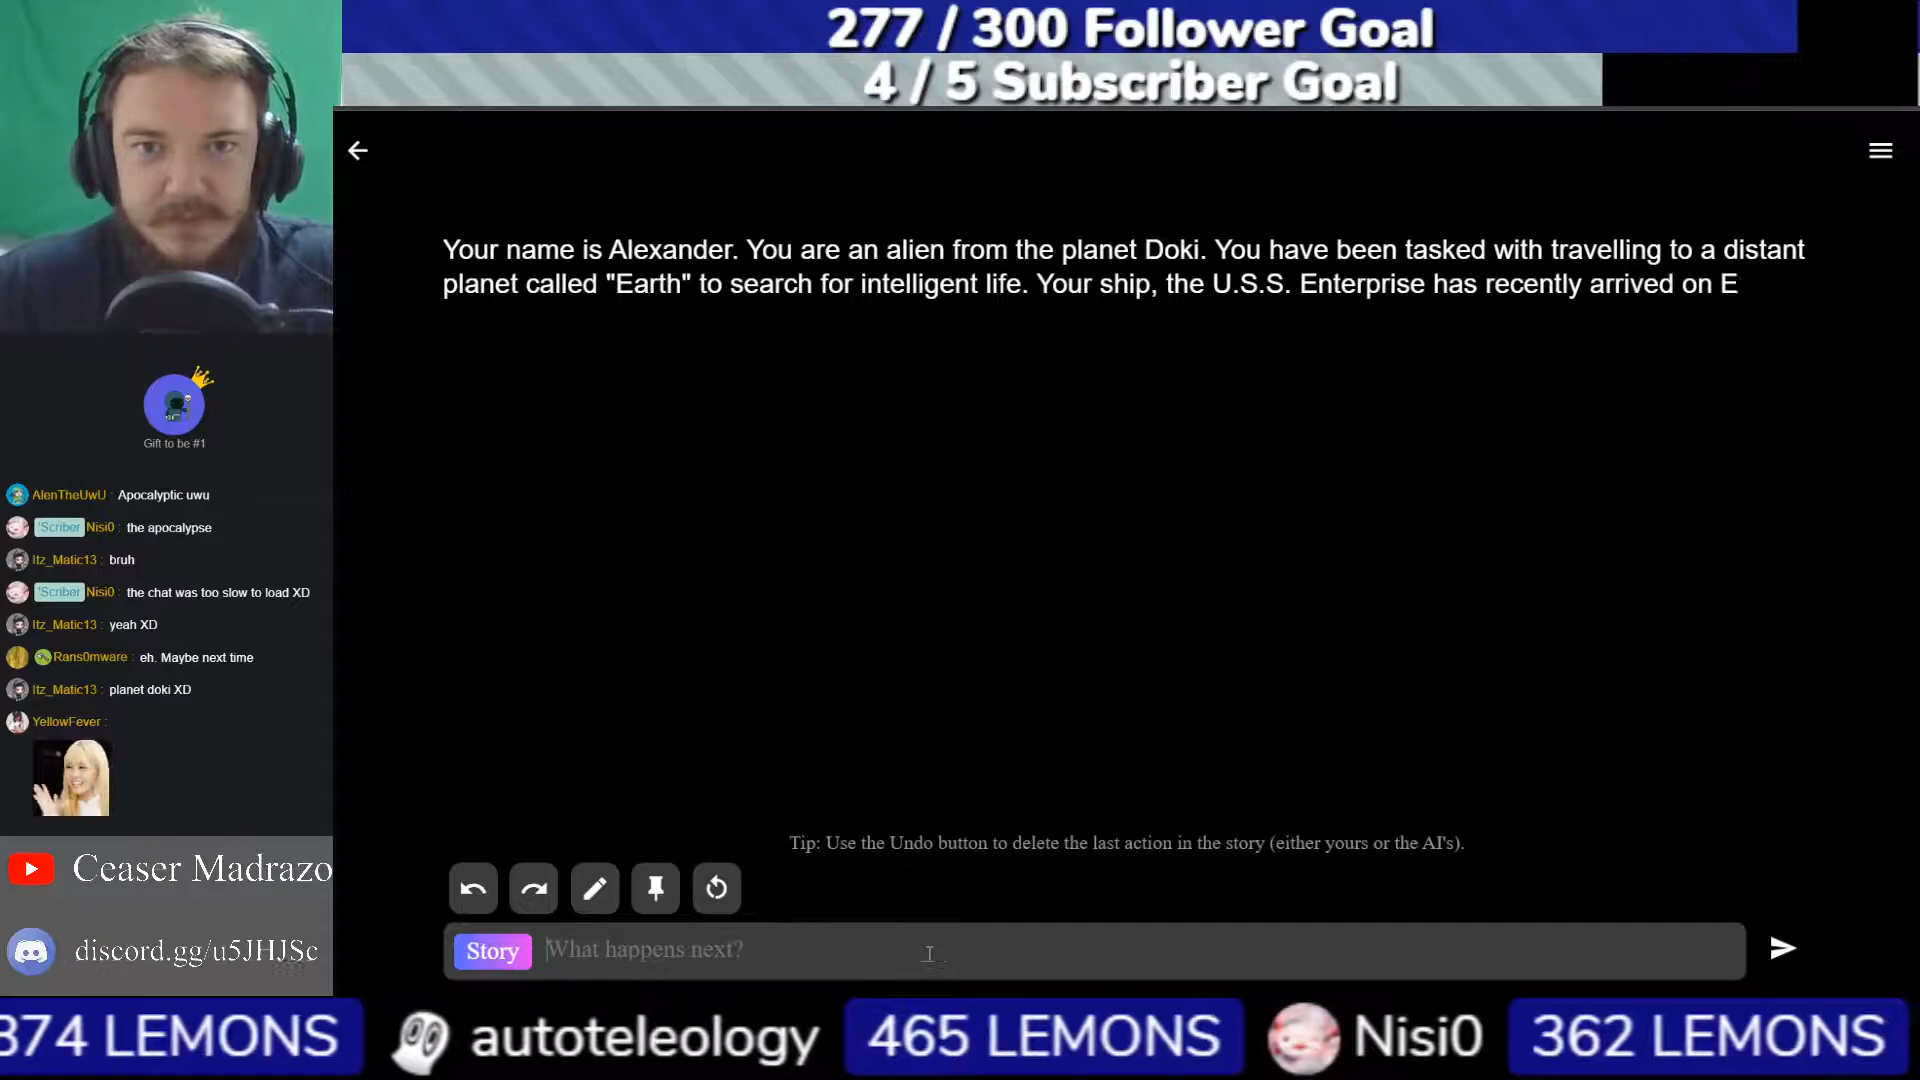 277 / 300 Follower Goal
4 / 5 Subscriber Goal
Your name is Alexander. You are an alien from the planet Doki. You have been tasked with travelling to a distant
planet called "Earth" to search for intelligent life. Your ship, the U.S.S. Enterprise has recently arrived on E
Gift to be #1
AlenTheUwU : Apocalyptic uwu
'Scriber Nisi0 : the apocalypse
Itz_Matic13 : bruh
'Scriber Nisi0 : the chat was too slow to load XD
Itz_Matic13 : yeah XD
Rans0mware : eh. Maybe next time
Itz_Matic13 : planet doki XD
YellowFever :
Tip: Use the Undo button to delete the last action in the story (either yours or the AI's).
Story What happens next?
Ceaser Madrazo
discord.gg/u5JHJSc
374 LEMONS autoteleology 465 LEMONS Nisi0 362 LEMONS